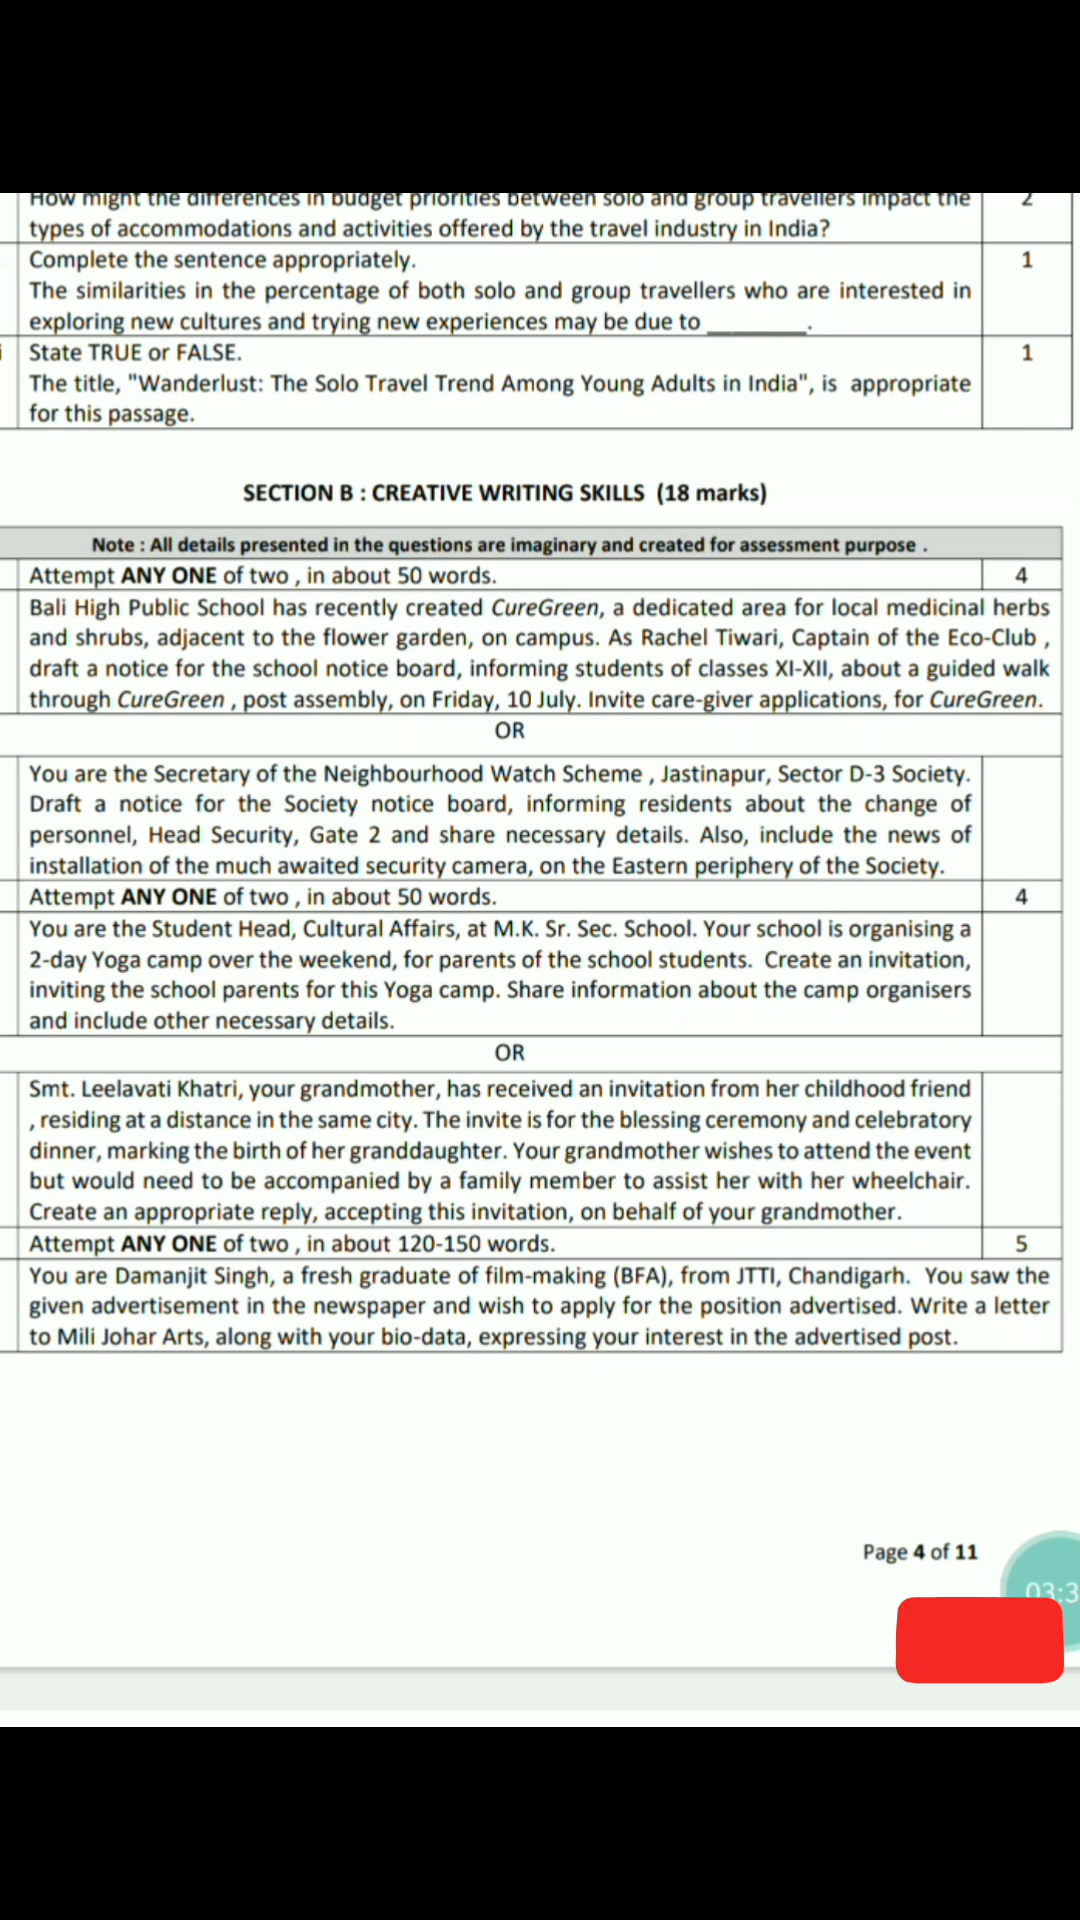 How might the differences in budget priorities between solo and group travellers impact the 2
types of accommodations and activities offered by the travel industry in India?
Complete the sentence appropriately. 1
The similarities in the percentage of both solo and group travellers who are interested in
exploring new cultures and trying new experiences may be due to ________.
i State TRUE or FALSE. 1
The title, "Wanderlust: The Solo Travel Trend Among Young Adults in India", is appropriate
for this passage.
SECTION B : CREATIVE WRITING SKILLS (18 marks)
Note : All details presented in the questions are imaginary and created for assessment purpose .
Attempt ANY ONE of two , in about 50 words. 4
Bali High Public School has recently created CureGreen, a dedicated area for local medicinal herbs
and shrubs, adjacent to the flower garden, on campus. As Rachel Tiwari, Captain of the Eco-Club ,
draft a notice for the school notice board, informing students of classes XI-XII, about a guided walk
through CureGreen , post assembly, on Friday, 10 July. Invite care-giver applications, for CureGreen.
OR
You are the Secretary of the Neighbourhood Watch Scheme , Jastinapur, Sector D-3 Society.
Draft a notice for the Society notice board, informing residents about the change of
personnel, Head Security, Gate 2 and share necessary details. Also, include the news of
installation of the much awaited security camera, on the Eastern periphery of the Society.
Attempt ANY ONE of two , in about 50 words. 4
You are the Student Head, Cultural Affairs, at M.K. Sr. Sec. School. Your school is organising a
2-day Yoga camp over the weekend, for parents of the school students. Create an invitation,
inviting the school parents for this Yoga camp. Share information about the camp organisers
and include other necessary details.
OR
Smt. Leelavati Khatri, your grandmother, has received an invitation from her childhood friend
, residing at a distance in the same city. The invite is for the blessing ceremony and celebratory
dinner, marking the birth of her granddaughter. Your grandmother wishes to attend the event
but would need to be accompanied by a family member to assist her with her wheelchair.
Create an appropriate reply, accepting this invitation, on behalf of your grandmother.
Attempt ANY ONE of two , in about 120-150 words. 5
You are Damanjit Singh, a fresh graduate of film-making (BFA), from JTTI, Chandigarh. You saw the
given advertisement in the newspaper and wish to apply for the position advertised. Write a letter
to Mili Johar Arts, along with your bio-data, expressing your interest in the advertised post.
Page 4 of 11
03:3